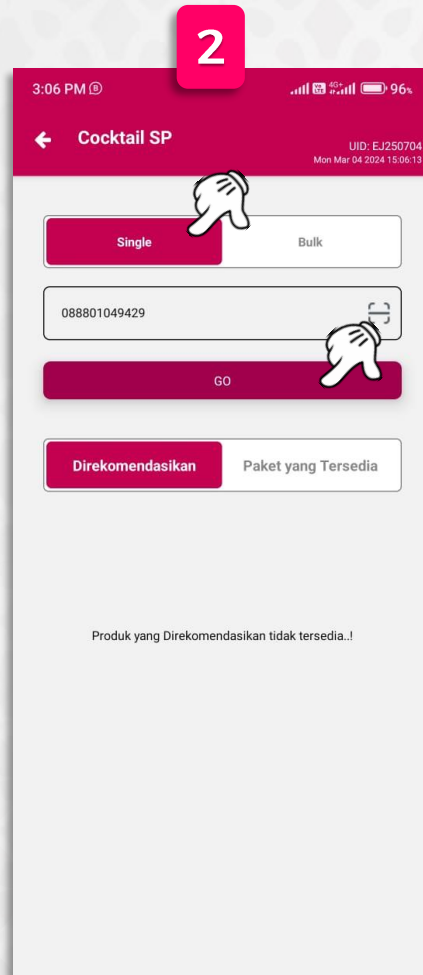 2
3:06 PM
4G+ 96%
Cocktail SP
UID: EJ250704
Mon Mar 04 2024 15:06:13
Single Bulk
088801049429
GO
Direkomendasikan Paket yang Tersedia
Produk yang Direkomendasikan tidak tersedia..!